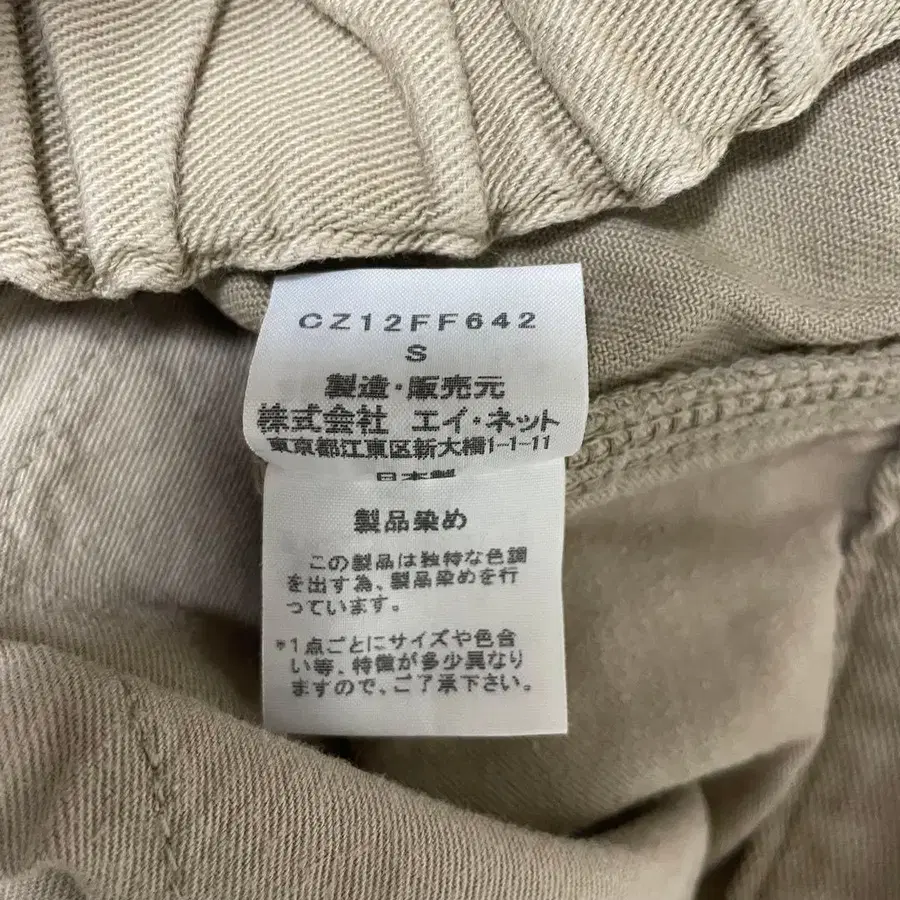 CZ12FF642
S
製造・販売元
株式会社 エイ・ネット
東京都江東区新大橋1-1-11
日本製
製品染め
この製品は独特な色調
を出す為、製品染めを行
っています。
*1点ごとにサイズや色合
い等、特徴が多少異なり
ますので、ご了承下さい。